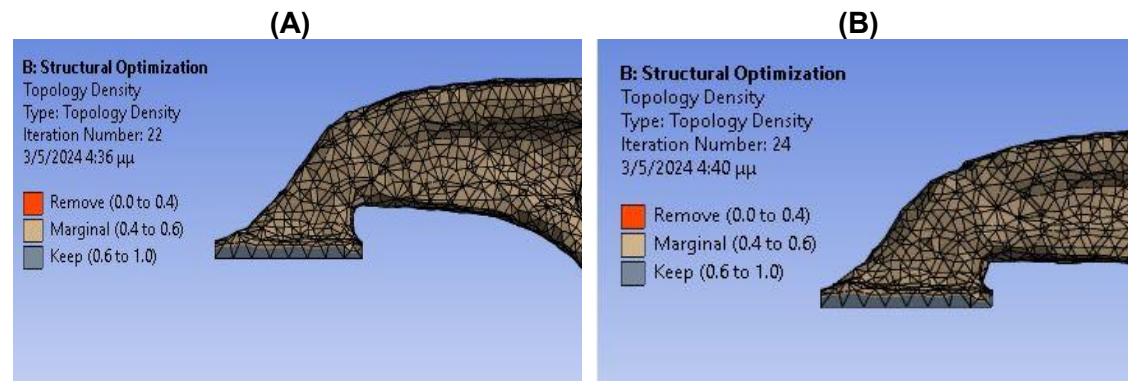 (A)
B: Structural Optimization
Topology Density
Type: Topology Density
Iteration Number: 22
3/5/2024 4:36 μμ
Remove (0.0 to 0.4)
Marginal (0.4 to 0.6)
Keep (0.6 to 1.0)
(B)
B: Structural Optimization
Topology Density
Type: Topology Density
Iteration Number: 24
3/5/2024 4:40 μμ
Remove (0.0 to 0.4)
Marginal (0.4 to 0.6)
Keep (0.6 to 1.0)